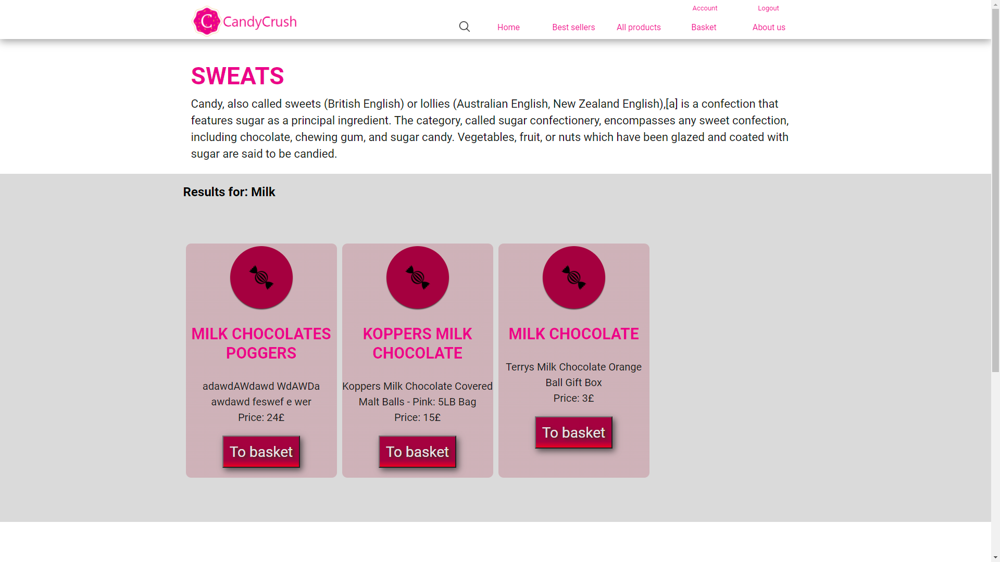 Account Logout
C CandyCrush
Home Best sellers All products Basket About us
SWEATS
Candy, also called sweets (British English) or lollies (Australian English, New Zealand English),[a] is a confection that
features sugar as a principal ingredient. The category, called sugar confectionery, encompasses any sweet confection,
including chocolate, chewing gum, and sugar candy. Vegetables, fruit, or nuts which have been glazed and coated with
sugar are said to be candied.
Results for: Milk
MILK CHOCOLATES
POGGERS
adawdAWdawd WdAWDa
awdawd feswef e wer
Price: 24£
To basket
KOPPERS MILK
CHOCOLATE
Koppers Milk Chocolate Covered
Malt Balls - Pink: 5LB Bag
Price: 15£
To basket
MILK CHOCOLATE
Terrys Milk Chocolate Orange
Ball Gift Box
Price: 3£
To basket